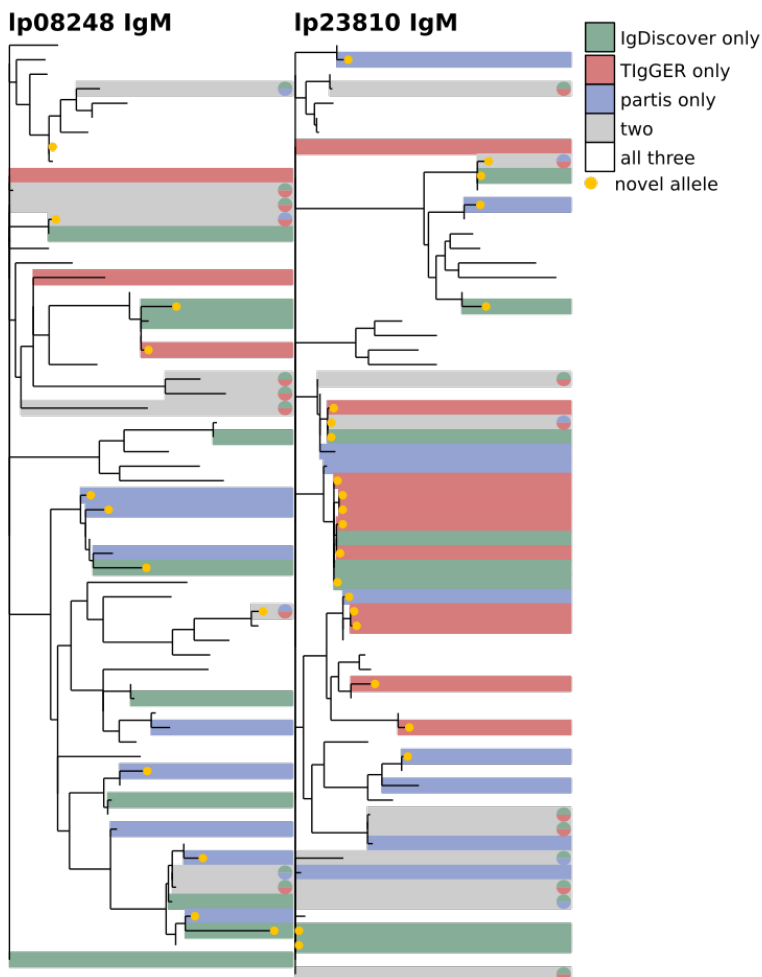 lp08248 IgM
lp23810 IgM
IgDiscover only
TIgGER only
partis only
two
all three
novel allele